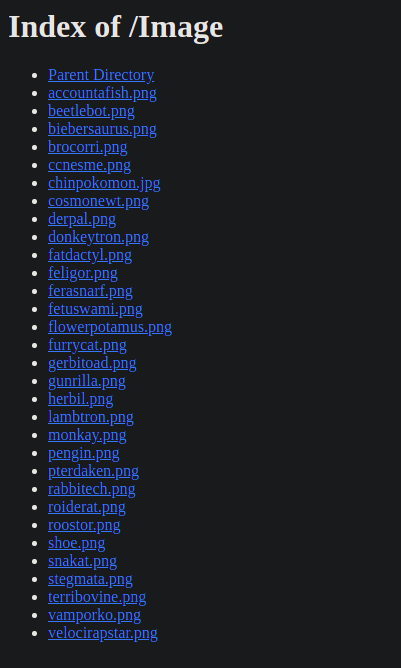 Index of /Image
Parent Directory
accountafish.png
beetlebot.png
biebersaurus.png
brocorri.png
ccnesme.png
chinpokomon.jpg
cosmonewt.png
derpal.png
donkeytron.png
fatdactyl.png
feligor.png
ferasnarf.png
fetuswami.png
flowerpotamus.png
furrycat.png
gerbitoad.png
gunrilla.png
herbil.png
lambtron.png
monkay.png
pengin.png
pterdaken.png
rabbitech.png
roiderat.png
roostor.png
shoe.png
snakat.png
stegmata.png
terribovine.png
vamporko.png
velocirapstar.png